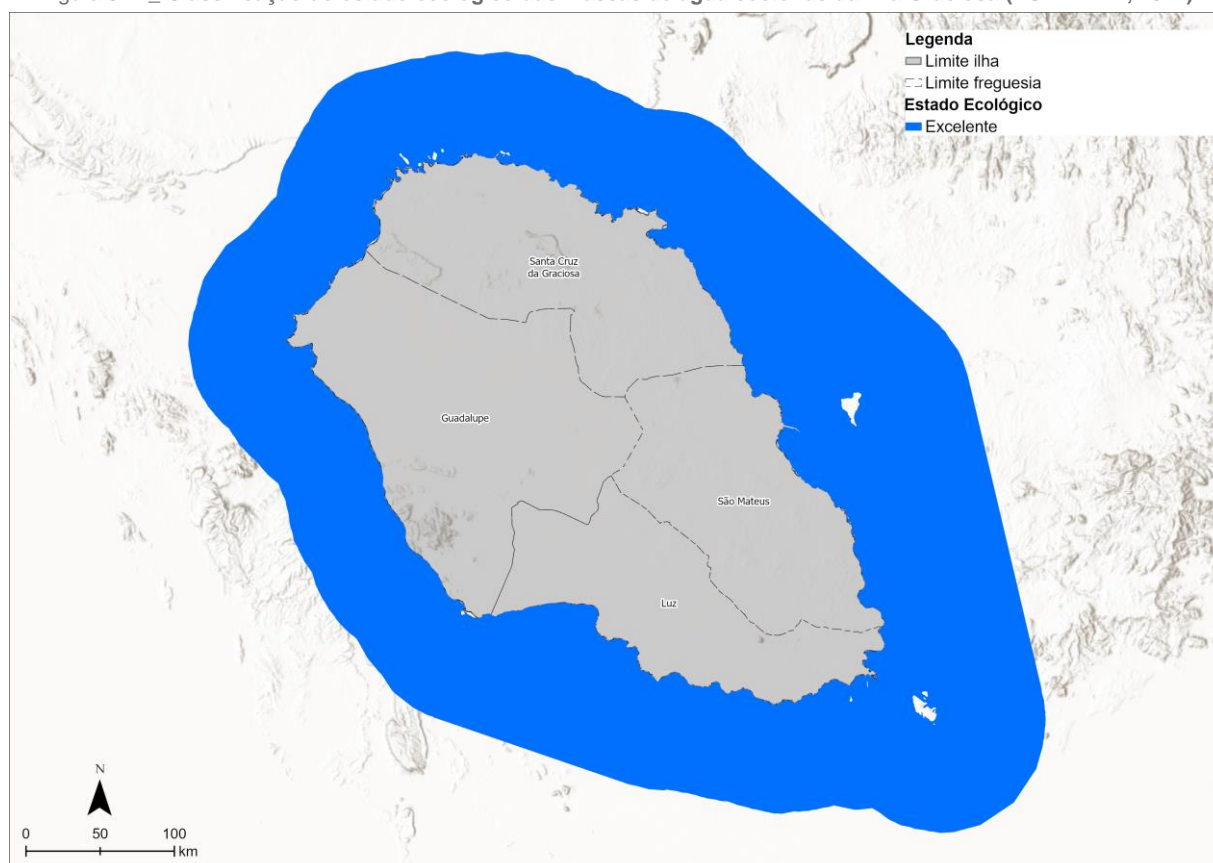 Legenda
Limite ilha
Limite freguesia
Estado Ecológico
Excelente
Santa Cruz
da Graciosa
Guadalupe
São Mateus
Luz
N
0 50 100
km